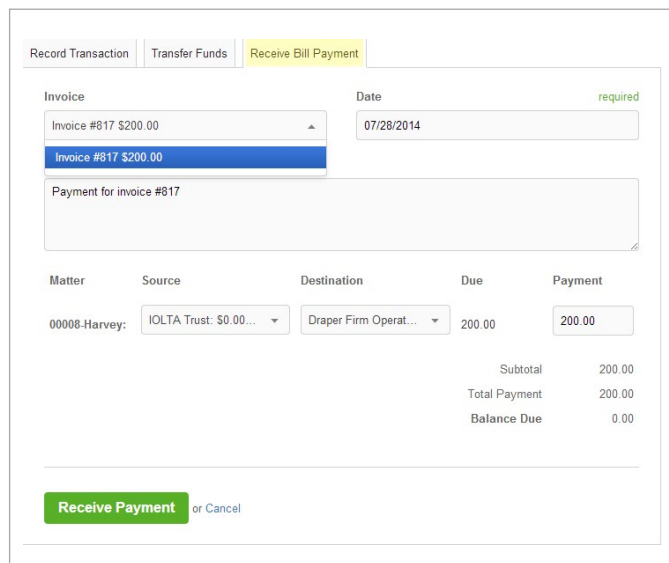 Record Transaction Transfer Funds Receive Bill Payment
Invoice Date required
Invoice #817 $200.00 07/28/2014
Invoice #817 $200.00
Payment for invoice #817
Matter Source Destination Due Payment
00008-Harvey: IOLTA Trust: $0.00... Draper Firm Operat... 200.00 200.00
Subtotal 200.00
Total Payment 200.00
Balance Due 0.00
Receive Payment or Cancel